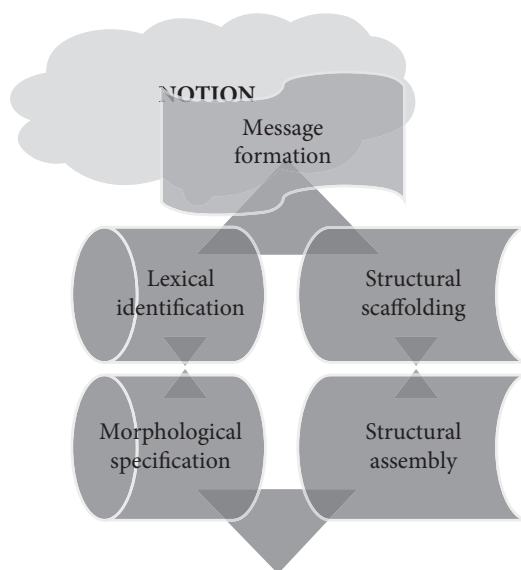 NOTION
Message
formation
Lexical
identification
Structural
scaffolding
Morphological
specification
Structural
assembly